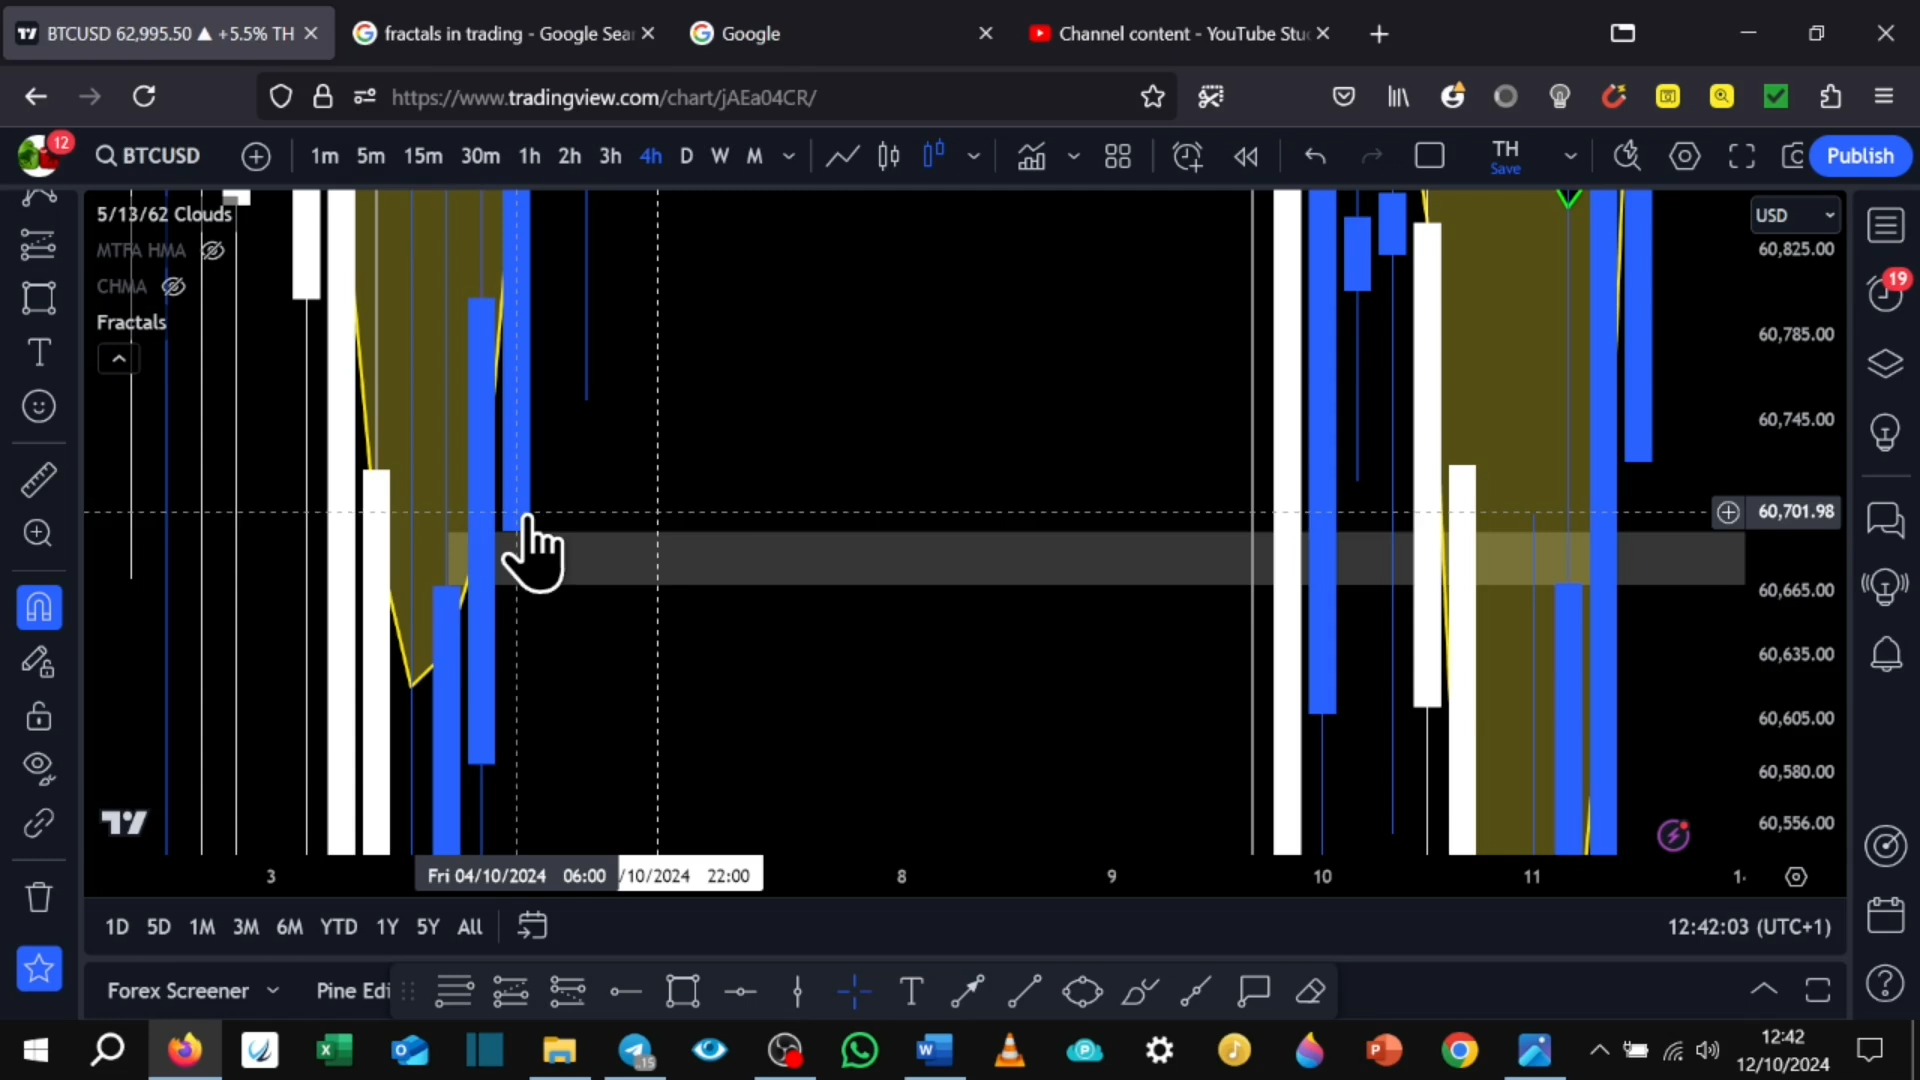 BTCUSD 62,995.50 ▲ +5.5% TH
fractals in trading - Google Sea
Google
Channel content - YouTube Stu
https://www.tradingview.com/chart/jAEa04CR/
12
BTCUSD
1m 5m 15m 30m 1h 2h 3h 4h D W M
TH
Save
Publish
5/13/62 Clouds
MTFA HMA
CHMA
Fractals
USD
60,825.00
60,785.00
60,745.00
60,701.98
60,665.00
60,635.00
60,605.00
60,580.00
60,556.00
19
3
Fri 04/10/2024 06:00
/10/2024 22:00
8
9
10
11
1D 5D 1M 3M 6M YTD 1Y 5Y All
12:42:03 (UTC+1)
Forex Screener
Pine Edi
15
12:42
12/10/2024